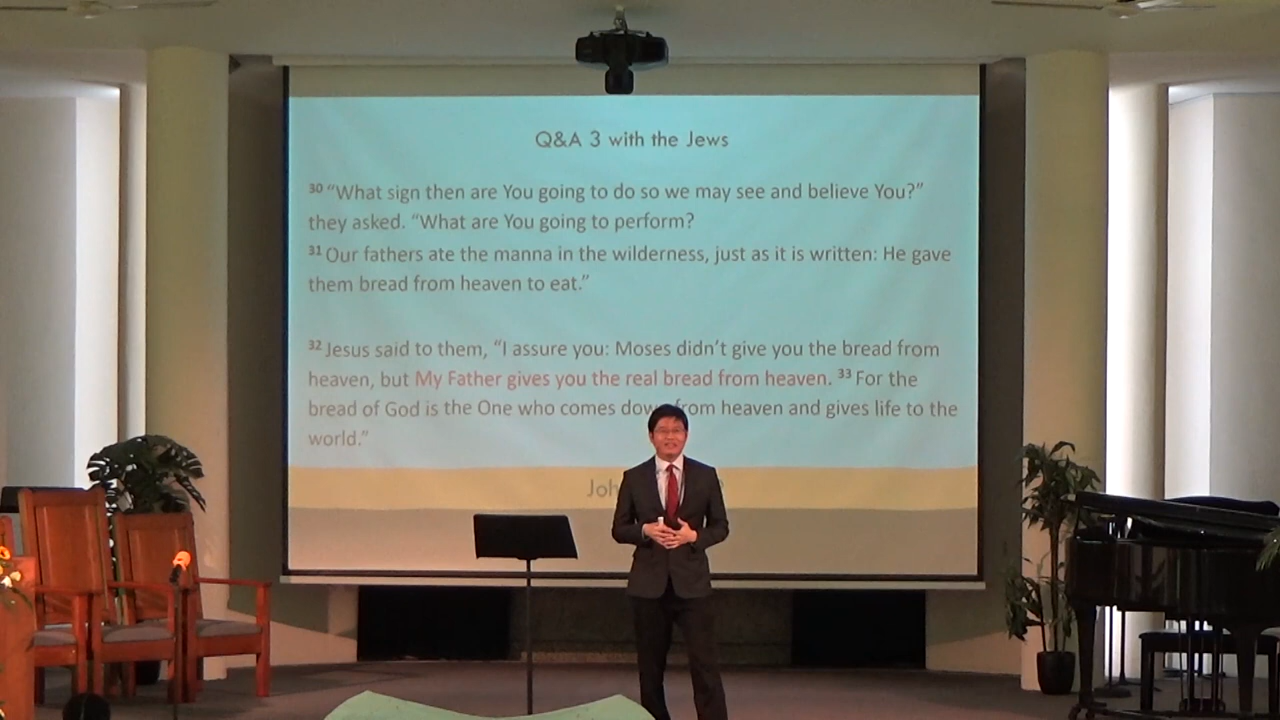 Q&A 3 with the Jews
³⁰ “What sign then are You going to do so we may see and believe You?”
they asked. “What are You going to perform?
³¹ Our fathers ate the manna in the wilderness, just as it is written: He gave
them bread from heaven to eat.”
³² Jesus said to them, “I assure you: Moses didn’t give you the bread from
heaven, but My Father gives you the real bread from heaven. ³³ For the
bread of God is the One who comes down from heaven and gives life to the
world.”